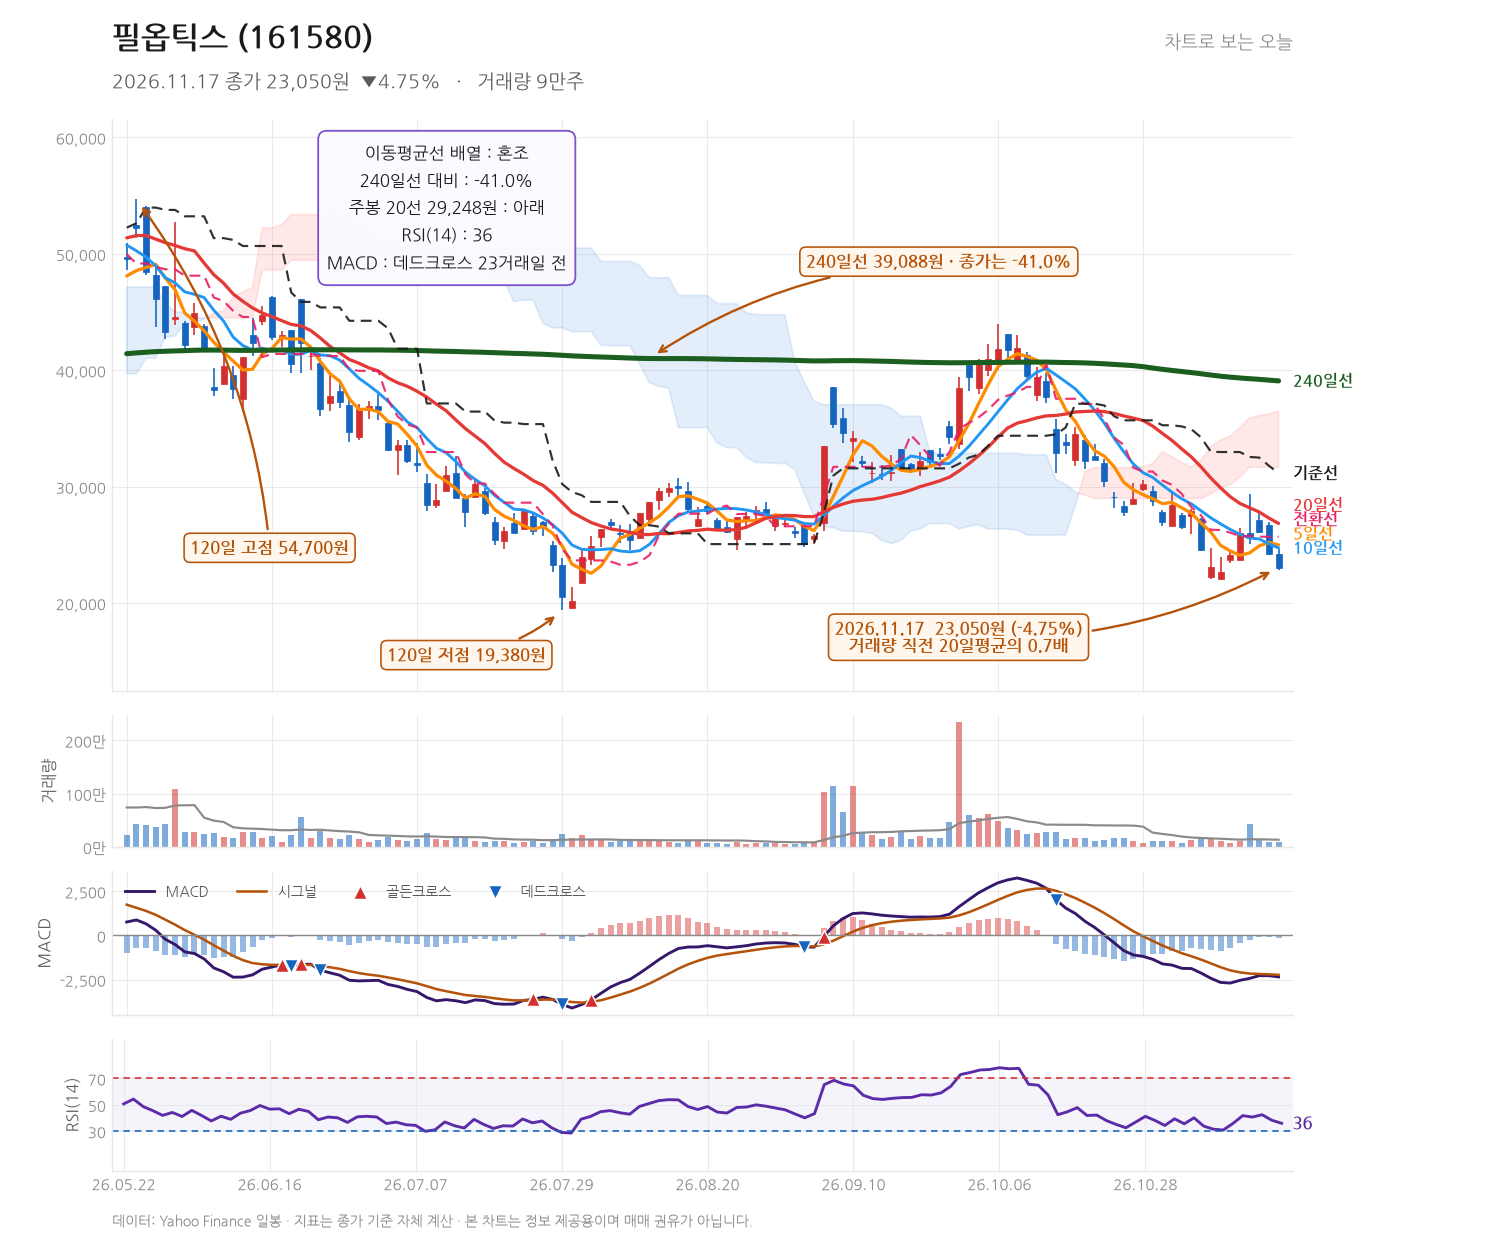 필옵틱스 (161580)
차트로 보는 오늘
2026.11.17 종가 23,050원 ▼4.75% · 거래량 9만주
60,000
50,000
40,000
30,000
20,000
이동평균선 배열 : 혼조
240일선 대비 : -41.0%
주봉 20선 29,248원 : 아래
RSI(14) : 36
MACD : 데드크로스 23거래일 전
240일선 39,088원 · 종가는 -41.0%
120일 고점 54,700원
120일 저점 19,380원
2026.11.17 23,050원 (-4.75%)
거래량 직전 20일평균의 0.7배
240일선
기준선
20일선
전환선
5일선
10일선
거래량
200만
100만
0만
MACD
2,500
0
-2,500
MACD
시그널
골든크로스
데드크로스
RSI(14)
70
50
30
36
26.05.22
26.06.16
26.07.07
26.07.29
26.08.20
26.09.10
26.10.06
26.10.28
데이터: Yahoo Finance 일봉 · 지표는 종가 기준 자체 계산 · 본 차트는 정보 제공용이며 매매 권유가 아닙니다.